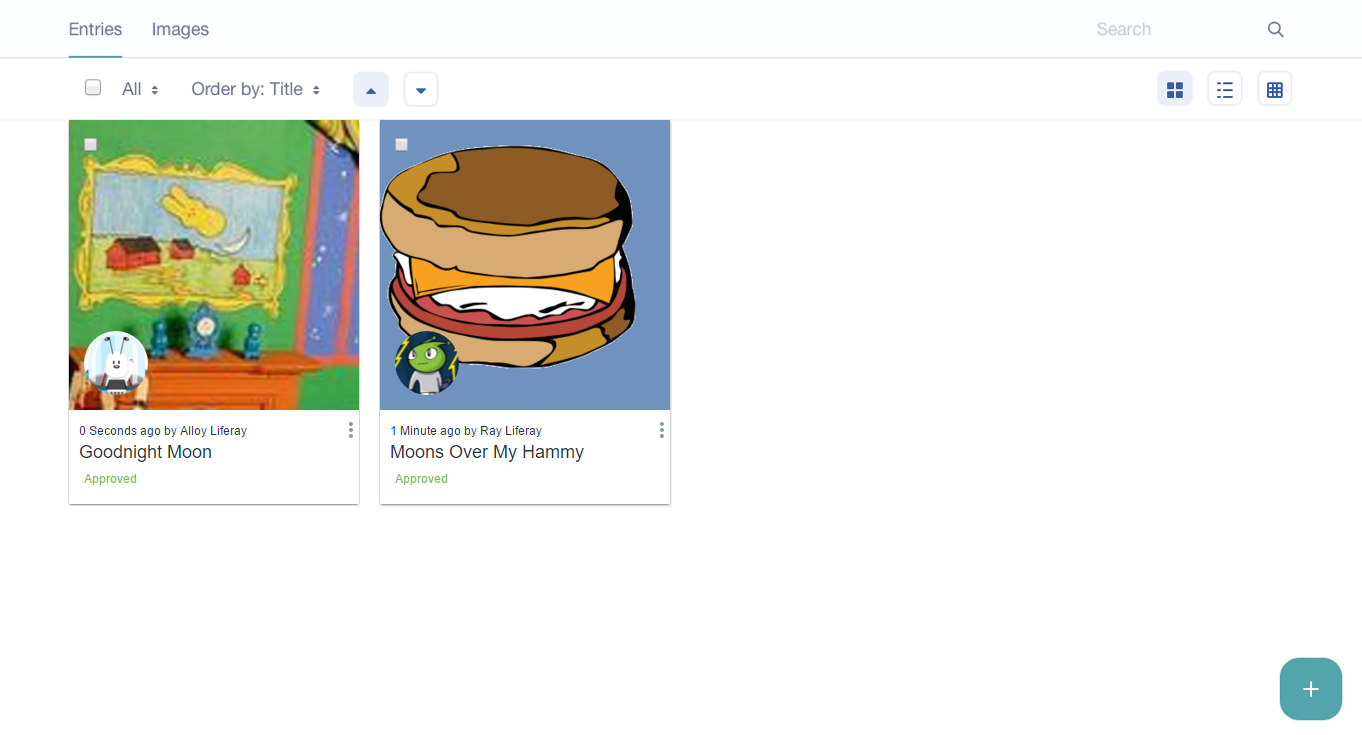 Entries Images Search
All Order by: Title
0 Seconds ago by Alloy Liferay
Goodnight Moon
Approved
1 Minute ago by Ray Liferay
Moons Over My Hammy
Approved